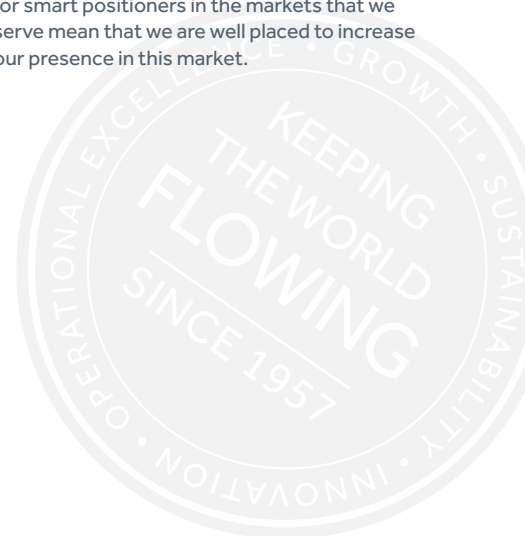 for smart positioners in the markets that we
serve mean that we are well placed to increase
our presence in this market.
OPERATIONAL EXCELLENCE • GROWTH • SUSTAINABILITY • INNOVATION •
KEEPING
THE WORLD
FLOWING
SINCE 1957